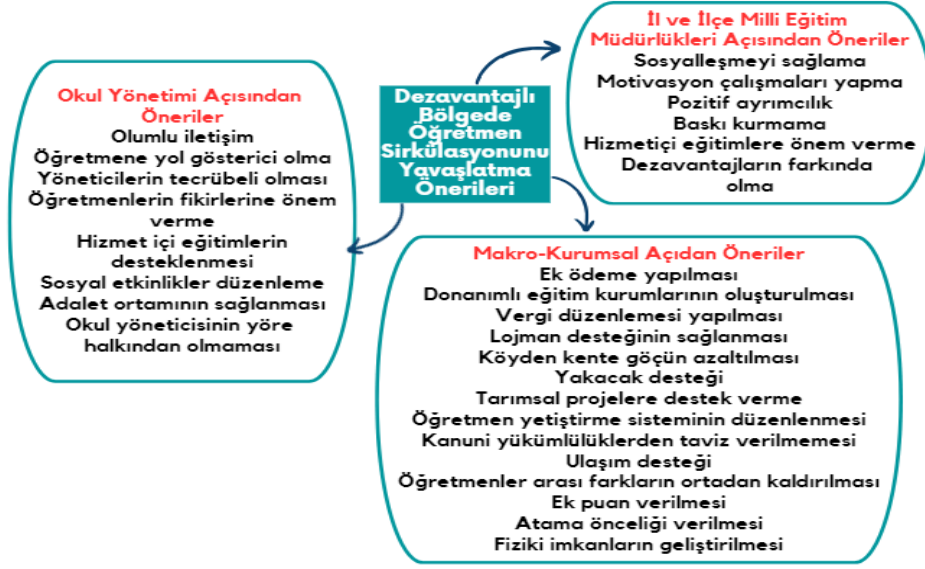 Dezavantajlı
Bölgede
Öğretmen
Sirkülasyonunu
Yavaşlatma
Önerileri
Okul Yönetimi Açısından
Öneriler
Olumlu iletişim
Öğretmene yol gösterici olma
Yöneticilerin tecrübeli olması
Öğretmenlerin fikirlerine önem
verme
Hizmet içi eğitimlerin
desteklenmesi
Sosyal etkinlikler düzenleme
Adalet ortamının sağlanması
Okul yöneticisinin yöre
halkından olmaması
İl ve İlçe Milli Eğitim
Müdürlükleri Açısından Öneriler
Sosyalleşmeyi sağlama
Motivasyon çalışmaları yapma
Pozitif ayrımcılık
Baskı kurmama
Hizmetiçi eğitimlere önem verme
Dezavantajların farkında
olma
Makro-Kurumsal Açıdan Öneriler
Ek ödeme yapılması
Donanımlı eğitim kurumlarının oluşturulması
Vergi düzenlemesi yapılması
Lojman desteğinin sağlanması
Köyden kente göçün azaltılması
Yakacak desteği
Tarımsal projelere destek verme
Öğretmen yetiştirme sisteminin düzenlenmesi
Kanuni yükümlülüklerden taviz verilmemesi
Ulaşım desteği
Öğretmenler arası farkların ortadan kaldırılması
Ek puan verilmesi
Atama önceliği verilmesi
Fiziki imkanların geliştirilmesi